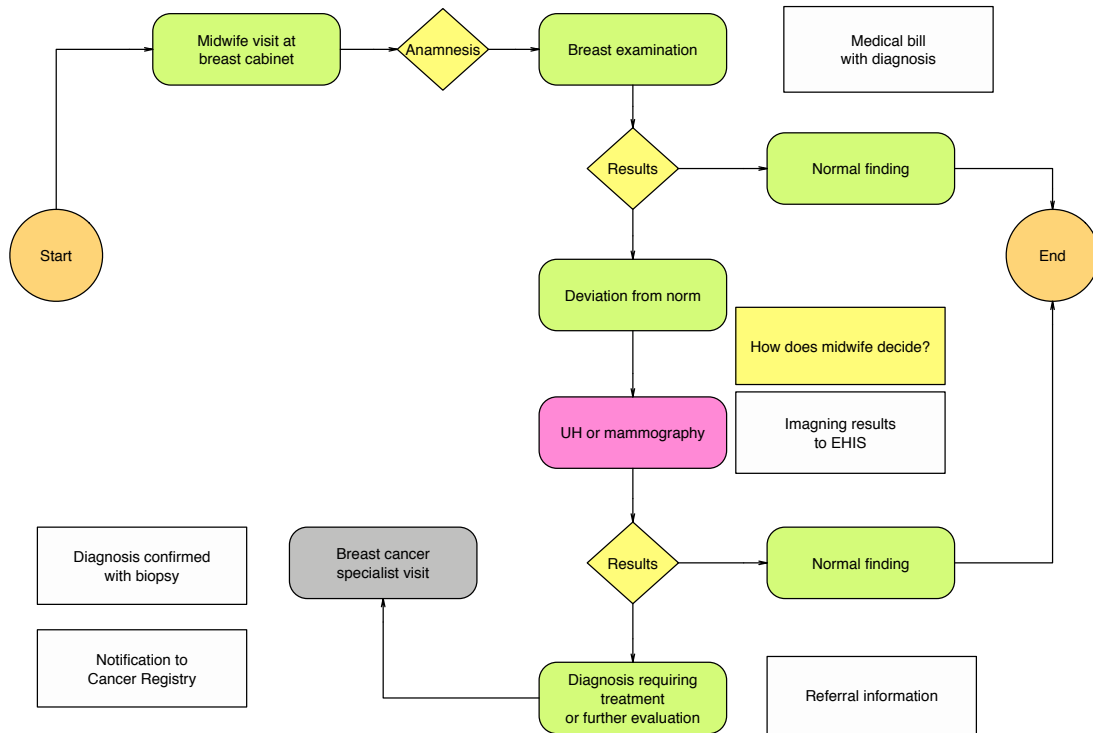 Midwife visit at
breast cabinet
Anamnesis
Breast examination
Medical bill
with diagnosis
Results
Normal finding
Start
End
Deviation from norm
How does midwife decide?
UH or mammography
Imagning results
to EHIS
Diagnosis confirmed
with biopsy
Breast cancer
specialist visit
Results
Normal finding
Notification to
Cancer Registry
Diagnosis requiring
treatment
or further evaluation
Referral information